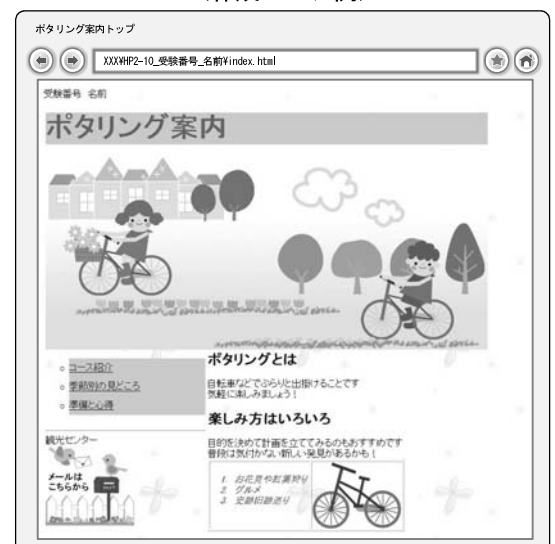 ポタリング案内トップ
XXX¥HP2-10_受験番号_名前¥index.html
受験番号 名前
ポタリング案内
コース紹介
季節別の見どころ
準備と心得
観光センター
メールは
こちらから
ポタリングとは
自転車などでぶらりと出掛けることです
気軽に楽しみましょう!
楽しみ方はいろいろ
目的を決めて計画を立ててみるのもおすすめです
普段は気付かない新しい発見があるかも!
1. お花見や紅葉狩り
2. グルメ
3. 史跡旧跡巡り